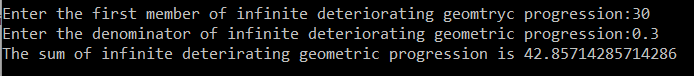 Enter the first member of infinite deteriorating geomtryc progression:30
Enter the denominator of infinite deteriorating geometric progression:0.3
The sum of infinite deterirating geometric progression is 42.85714285714286